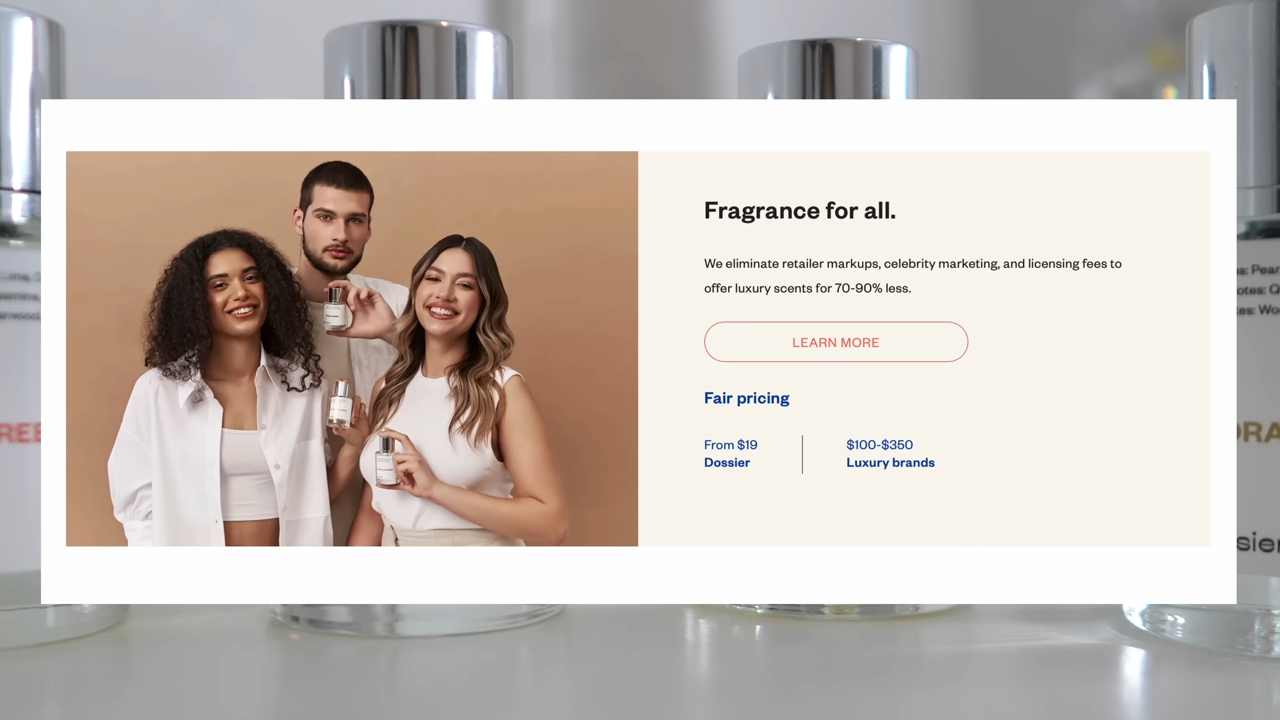 Fragrance for all.
We eliminate retailer markups, celebrity marketing, and licensing fees to
offer luxury scents for 70-90% less.
LEARN MORE
Fair pricing
From $19
Dossier
$100-$350
Luxury brands